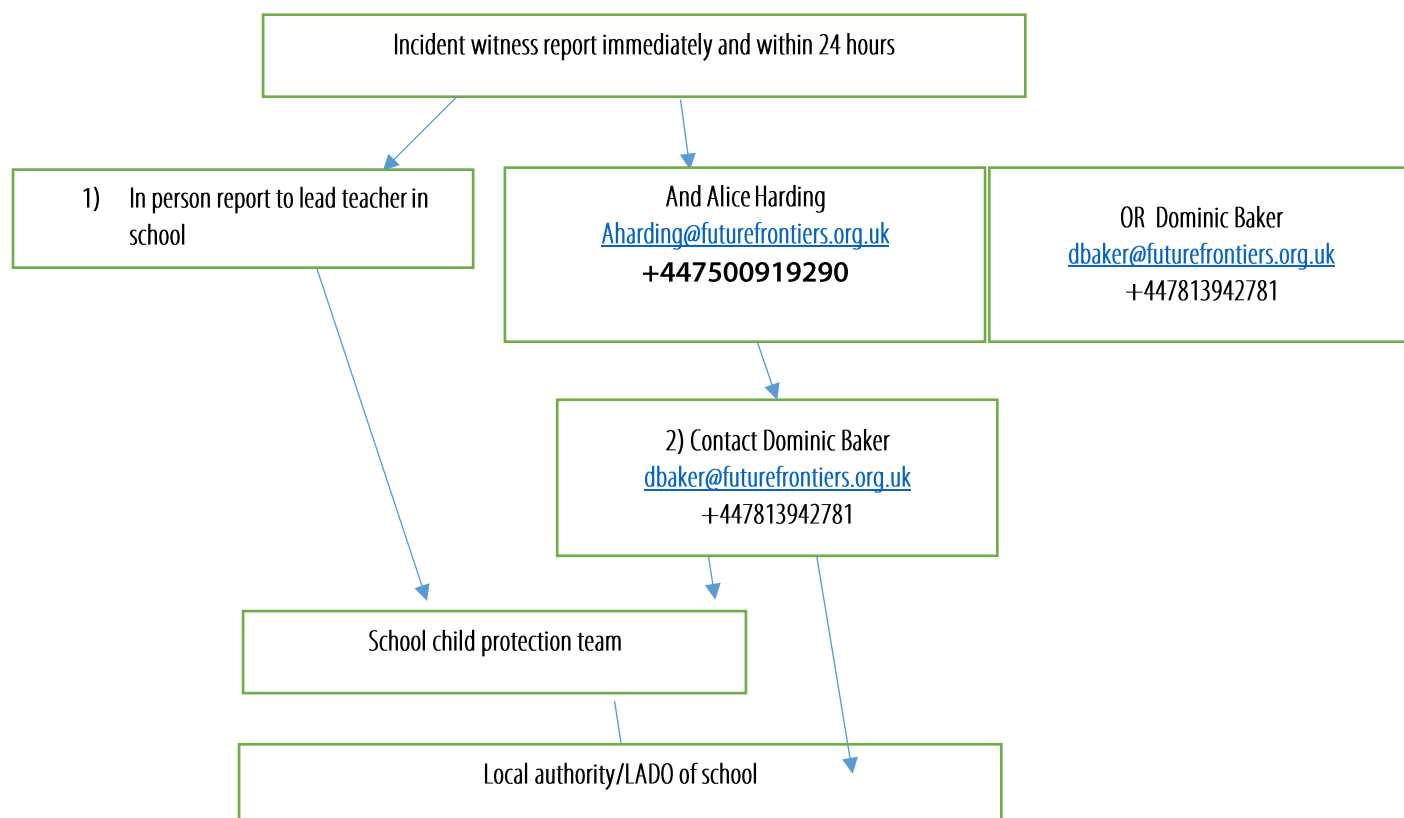 Incident witness report immediately and within 24 hours
1) In person report to lead teacher in
school
And Alice Harding
Aharding@futurefrontiers.org.uk
+447500919290
OR Dominic Baker
dbaker@futurefrontiers.org.uk
+447813942781
2) Contact Dominic Baker
dbaker@futurefrontiers.org.uk
+447813942781
School child protection team
Local authority/LADO of school